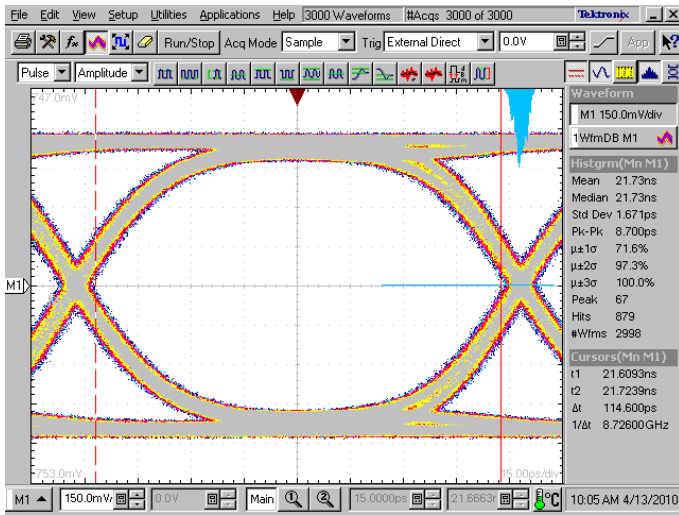 File Edit View Setup Utilities Applications Help 3000 Waveforms #Acqs 3000 of 3000 Tektronix
Run/Stop Acq Mode Sample Trig External Direct 0.0V App
Pulse Amplitude
747.0mV
Waveform
M1 150.0mV/div
1WfmDB M1
Histgrm(Mn M1)
Mean 21.73ns
Median 21.73ns
Std Dev 1.671ps
Pk-Pk 8.700ps
µ±1σ 71.6%
µ±2σ 97.3%
µ±3σ 100.0%
Peak 67
Hits 879
#Wfms 2998
M1
Cursors(Mn M1)
t1 21.6093ns
t2 21.7239ns
Δt 114.600ps
1/Δt 8.72600GHz
-753.0mV 15.00ps/div
M1 150.0mV/ 0.0V Main 1 2 15.0000ps 21.6663r °C 10:05 AM 4/13/2010